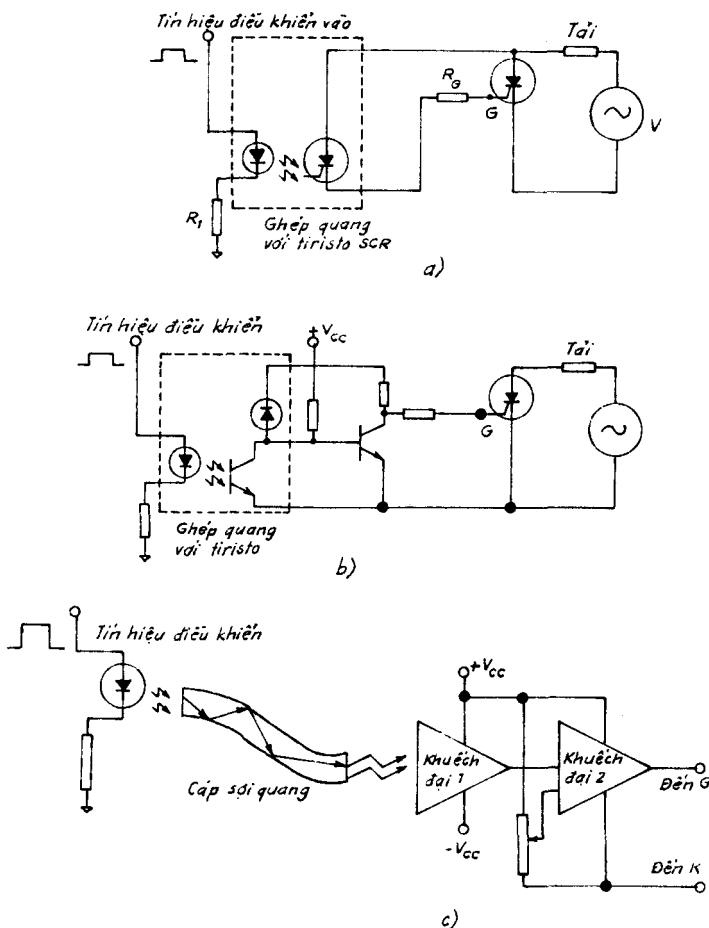 Tín hiệu điều khiển vào
Tải
R_G
G
V
R_1
Ghép quang
với tiristo SCR
a)
Tín hiệu điều khiển
+V_CC
Tải
G
Ghép quang
với tiristo
b)
Tín hiệu điều khiển
+V_CC
Khuếch
đại 1
Khuếch
đại 2
Đến G
Cáp sợi quang
-V_CC
Đến K
c)